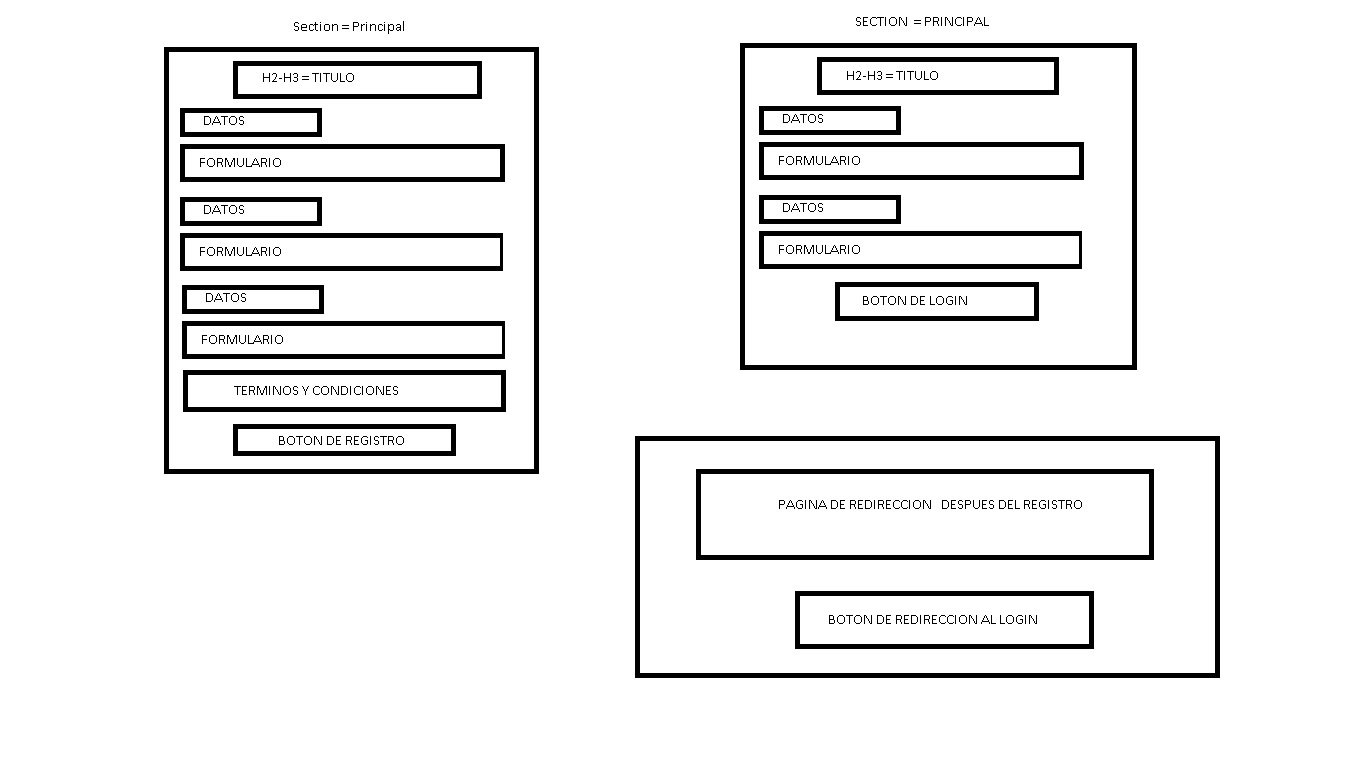 Section = Principal
H2-H3 = TITULO
DATOS
FORMULARIO
DATOS
FORMULARIO
DATOS
FORMULARIO
TERMINOS Y CONDICIONES
BOTON DE REGISTRO
SECTION = PRINCIPAL
H2-H3 = TITULO
DATOS
FORMULARIO
DATOS
FORMULARIO
BOTON DE LOGIN
PAGINA DE REDIRECCION DESPUES DEL REGISTRO
BOTON DE REDIRECCION AL LOGIN